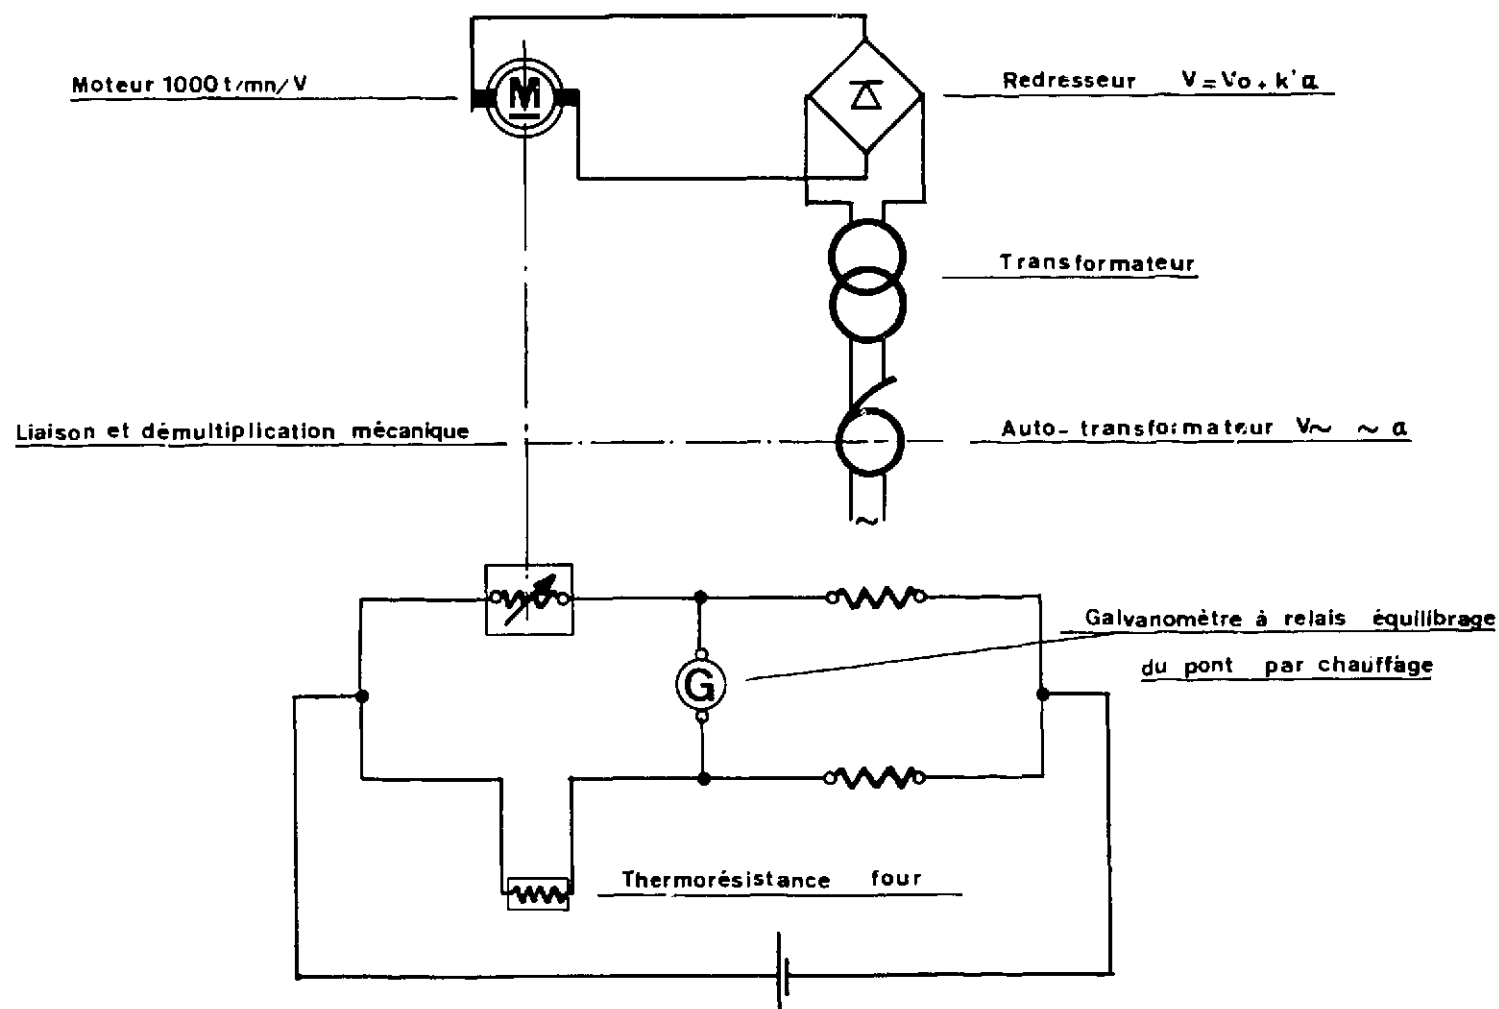 Moteur 1000 t/mn/V
M
Redresseur V = Vo + k'α
Transformateur
Liaison et démultiplication mécanique
Auto-transformateur V~ ~ α
~
Galvanomètre à relais équilibrage
du pont par chauffage
G
Thermorésistance four